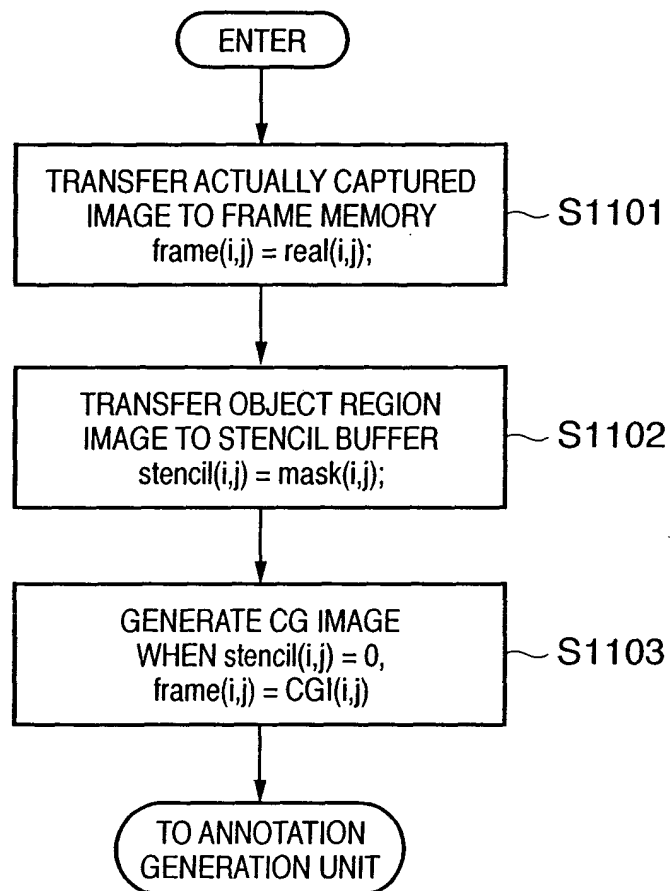 ENTER
TRANSFER ACTUALLY CAPTURED
IMAGE TO FRAME MEMORY
frame(i,j) = real(i,j);
S1101
TRANSFER OBJECT REGION
IMAGE TO STENCIL BUFFER
stencil(i,j) = mask(i,j);
S1102
GENERATE CG IMAGE
WHEN stencil(i,j) = 0,
frame(i,j) = CGI(i,j)
S1103
TO ANNOTATION
GENERATION UNIT